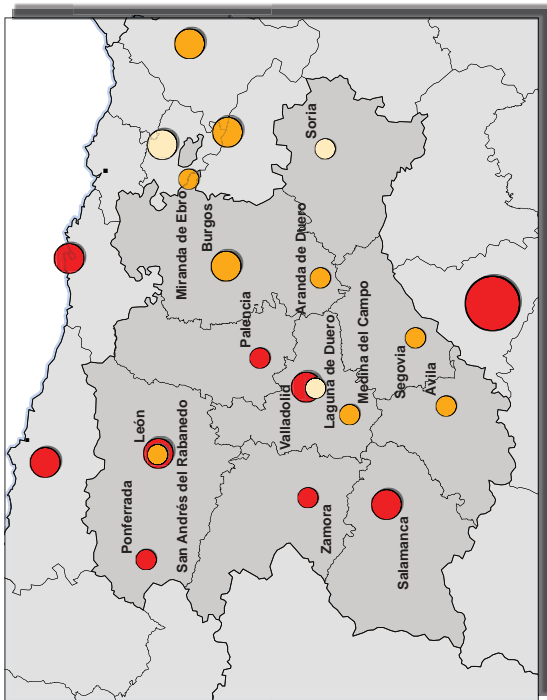 Ponferrada
León
San Andrés del Rabanedo
Palencia
Miranda de Ebro
Burgos
Valladolid
Laguna de Duero
Medina del Campo
Aranda de Duero
Soria
Zamora
Salamanca
Segovia
Ávila